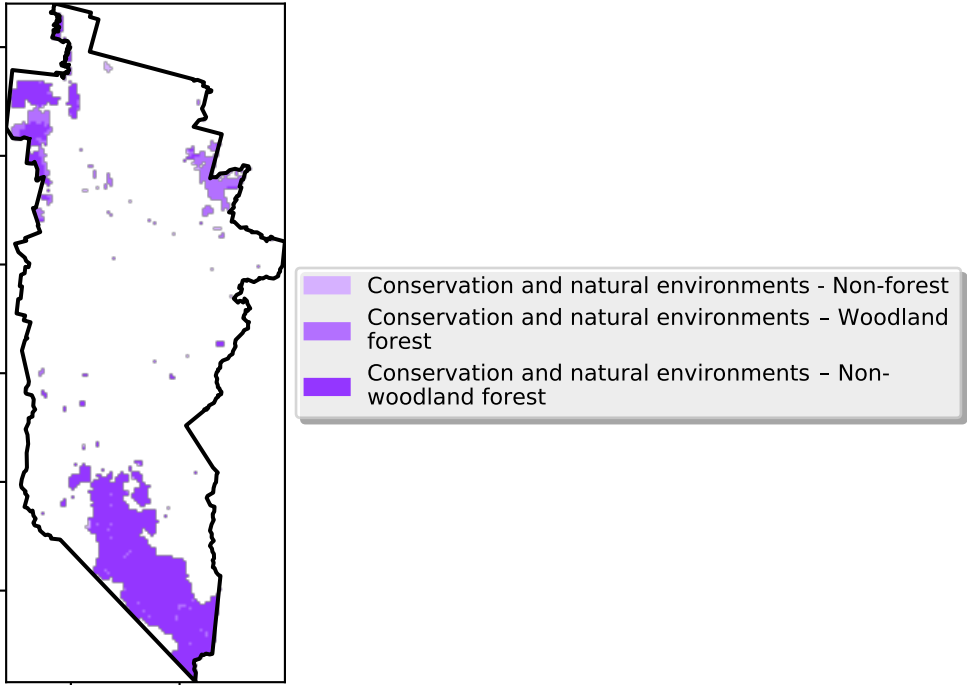 Conservation and natural environments - Non-forest
Conservation and natural environments – Woodland
forest
Conservation and natural environments – Non-
woodland forest